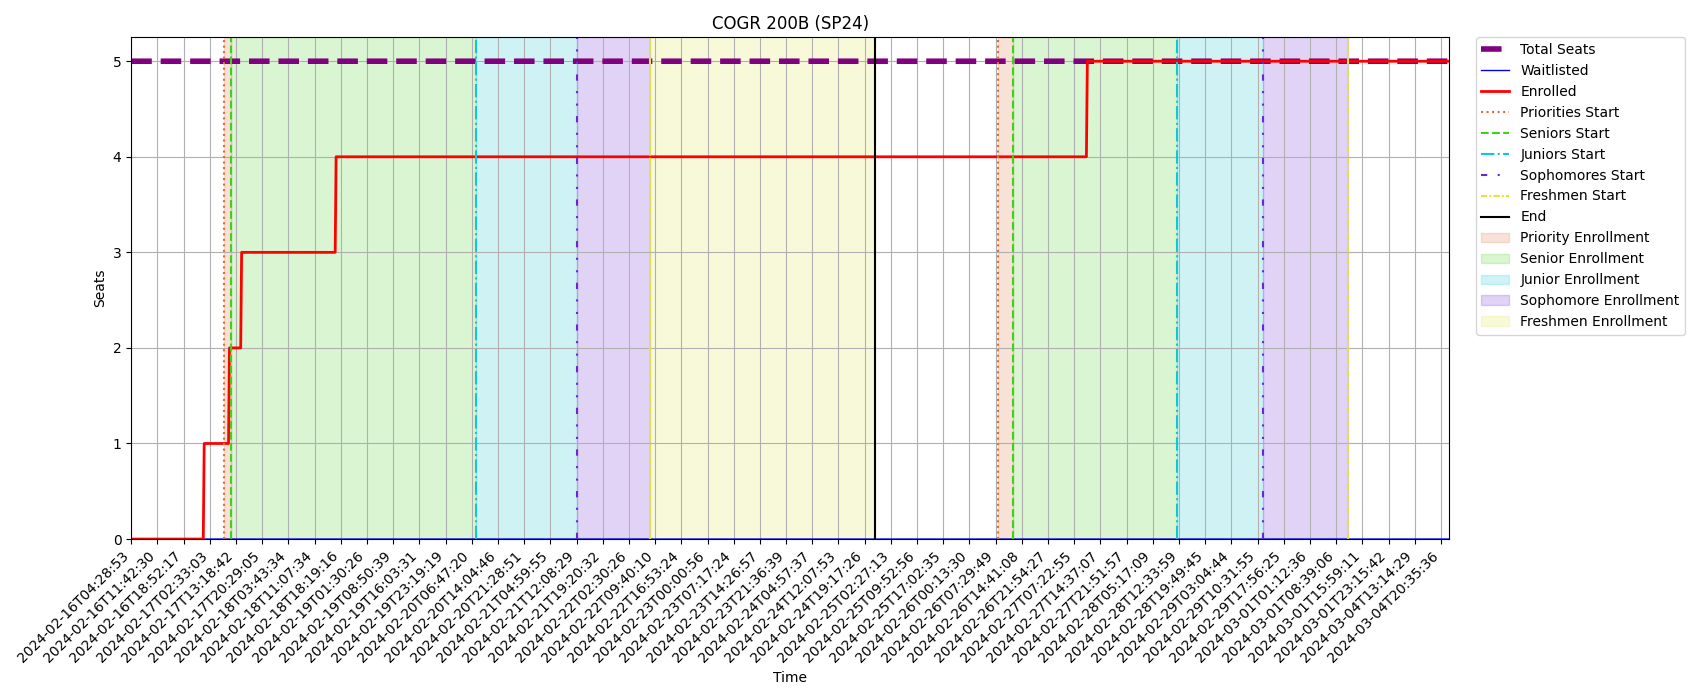 COGR 200B (SP24)
Seats
5
4
3
2
1
0
2024-02-16T04:28:53
2024-02-16T11:42:30
2024-02-16T18:52:17
2024-02-17T02:33:03
2024-02-17T13:18:42
2024-02-17T20:29:05
2024-02-18T03:43:34
2024-02-18T11:07:34
2024-02-18T18:19:16
2024-02-19T01:30:26
2024-02-19T08:50:39
2024-02-19T16:03:31
2024-02-19T23:19:19
2024-02-20T06:47:20
2024-02-20T14:04:46
2024-02-20T21:28:51
2024-02-21T04:59:55
2024-02-21T12:08:29
2024-02-21T19:20:32
2024-02-22T02:30:26
2024-02-22T09:40:10
2024-02-22T16:53:24
2024-02-23T00:00:56
2024-02-23T07:17:24
2024-02-23T14:26:57
2024-02-23T21:36:39
2024-02-24T04:57:37
2024-02-24T12:07:53
2024-02-24T19:17:26
2024-02-25T02:27:13
2024-02-25T09:52:56
2024-02-25T17:02:35
2024-02-26T00:13:30
2024-02-26T07:29:49
2024-02-26T14:41:08
2024-02-26T21:54:27
2024-02-27T07:22:55
2024-02-27T14:37:07
2024-02-27T21:51:57
2024-02-28T05:17:09
2024-02-28T12:33:59
2024-02-28T19:49:45
2024-02-29T03:04:44
2024-02-29T10:31:55
2024-02-29T17:56:25
2024-03-01T01:12:36
2024-03-01T08:39:06
2024-03-01T15:59:11
2024-03-01T23:15:42
2024-03-04T13:14:29
2024-03-04T20:35:36
Time
Total Seats
Waitlisted
Enrolled
Priorities Start
Seniors Start
Juniors Start
Sophomores Start
Freshmen Start
End
Priority Enrollment
Senior Enrollment
Junior Enrollment
Sophomore Enrollment
Freshmen Enrollment